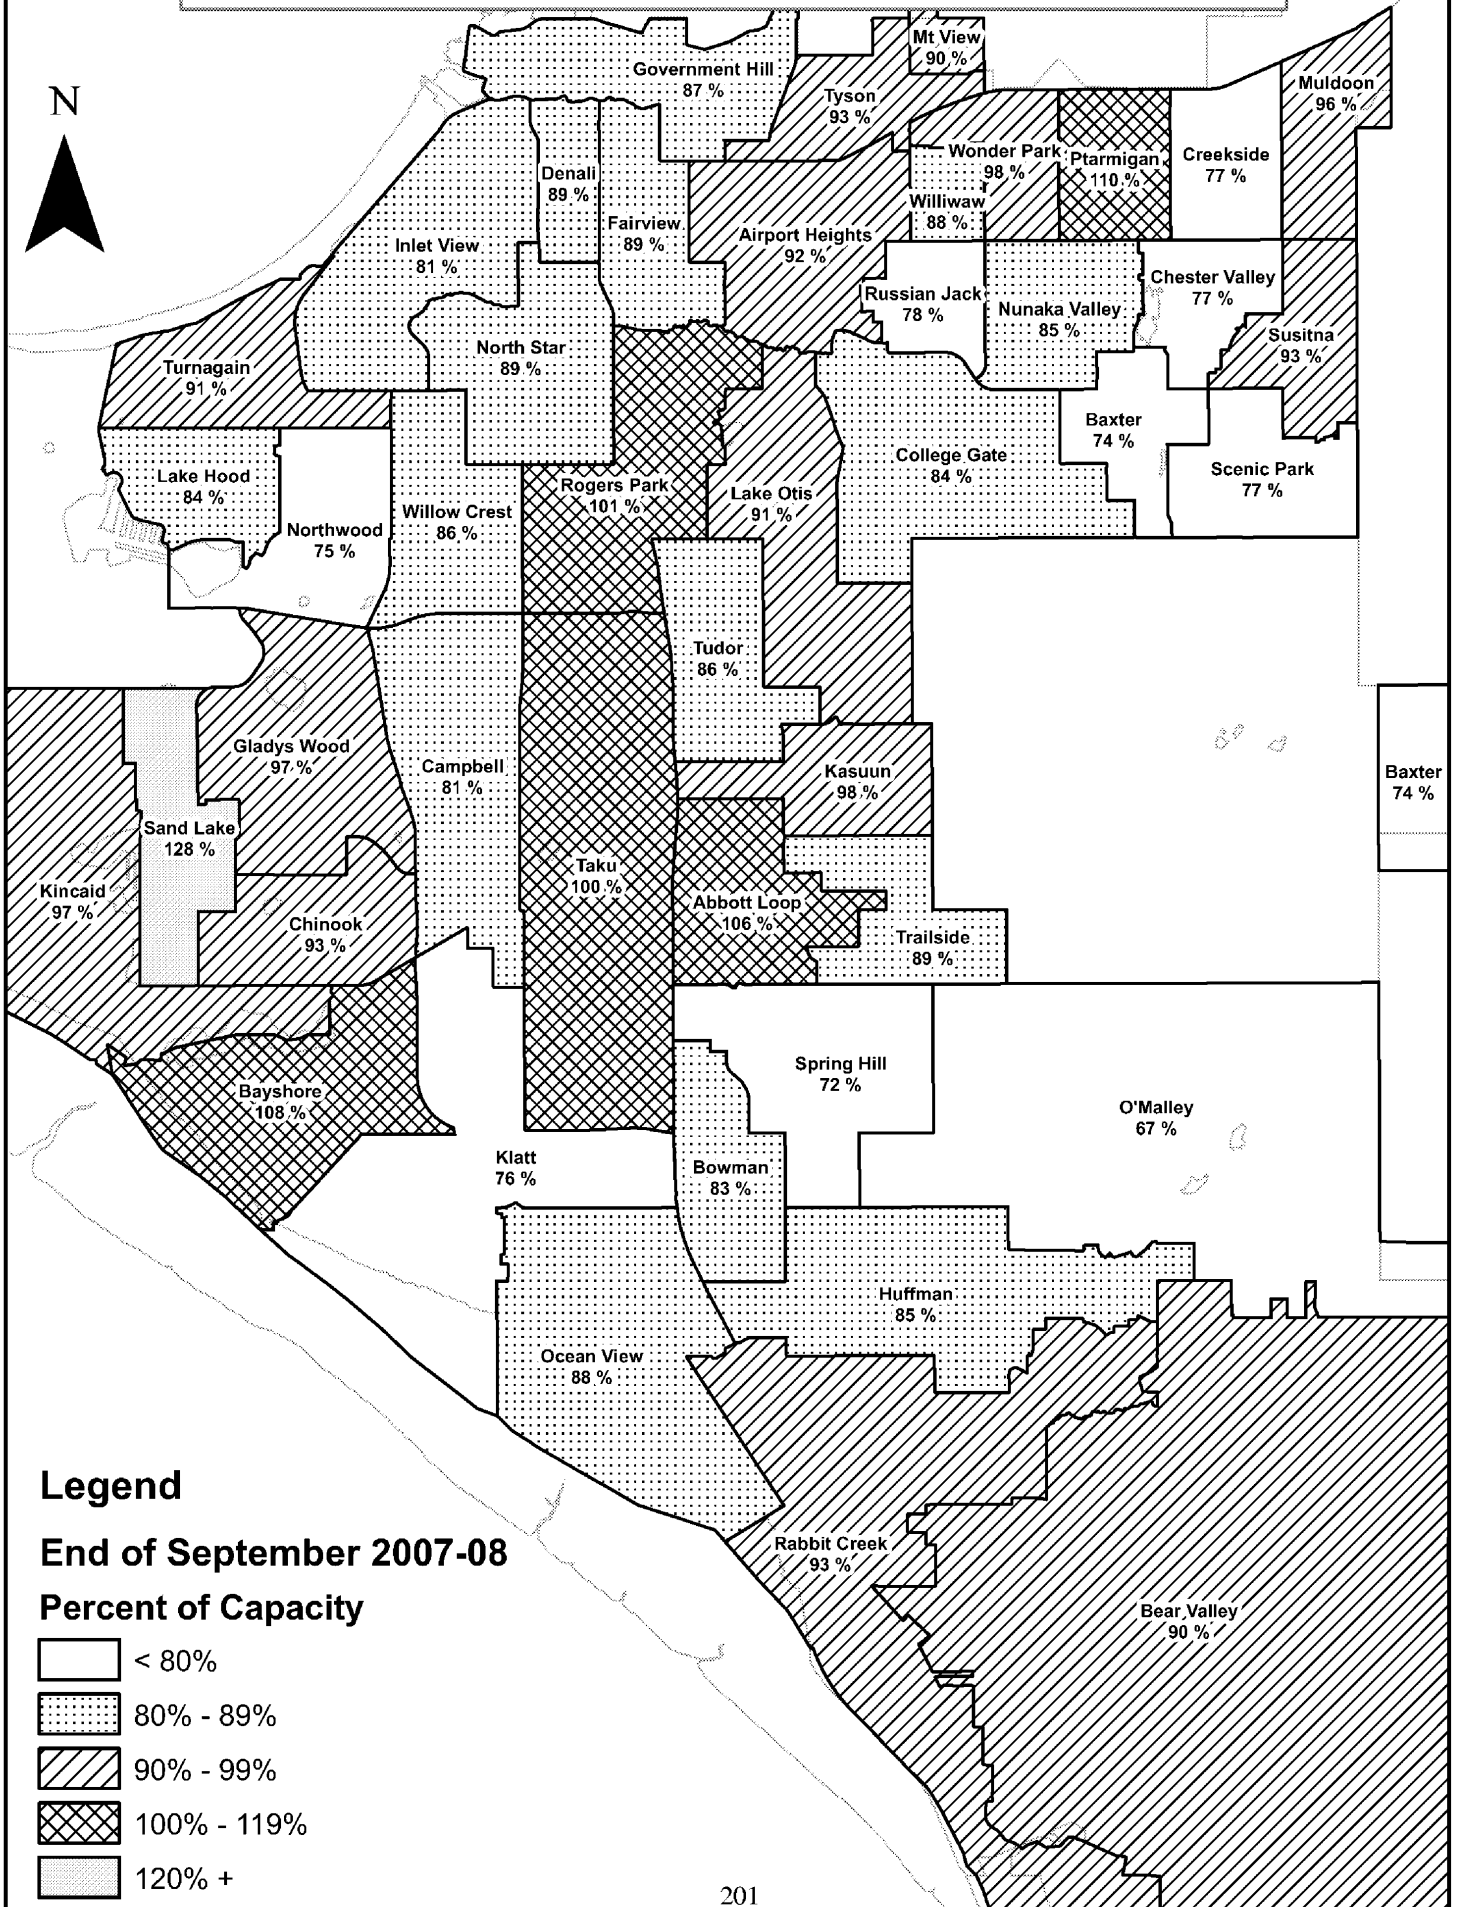 Mt View
90 %
Government Hill
87 %
Muldoon
96 %
Tyson
93 %
N
Wonder Park
98 %
Ptarmigan
110 %
Creekside
77 %
Denali
89 %
Williwaw
88 %
Fairview
89 %
Airport Heights
92 %
Inlet View
81 %
Chester Valley
77 %
Russian Jack
78 %
Nunaka Valley
85 %
Susitna
93 %
North Star
89 %
Turnagain
91 %
Baxter
74 %
College Gate
84 %
Scenic Park
77 %
Lake Hood
84 %
Rogers Park
101 %
Lake Otis
91 %
Willow Crest
86 %
Northwood
75 %
Tudor
86 %
Gladys Wood
97 %
Campbell
81 %
Kasuun
98 %
Baxter
74 %
Sand Lake
128 %
Taku
100 %
Kincaid
97 %
Abbott Loop
106 %
Chinook
93 %
Trailside
89 %
Spring Hill
72 %
Bayshore
108 %
O'Malley
67 %
Klatt
76 %
Bowman
83 %
Huffman
85 %
Ocean View
88 %
Rabbit Creek
93 %
Bear Valley
90 %
Legend
End of September 2007-08
Percent of Capacity
< 80%
80% - 89%
90% - 99%
100% - 119%
120% +
201